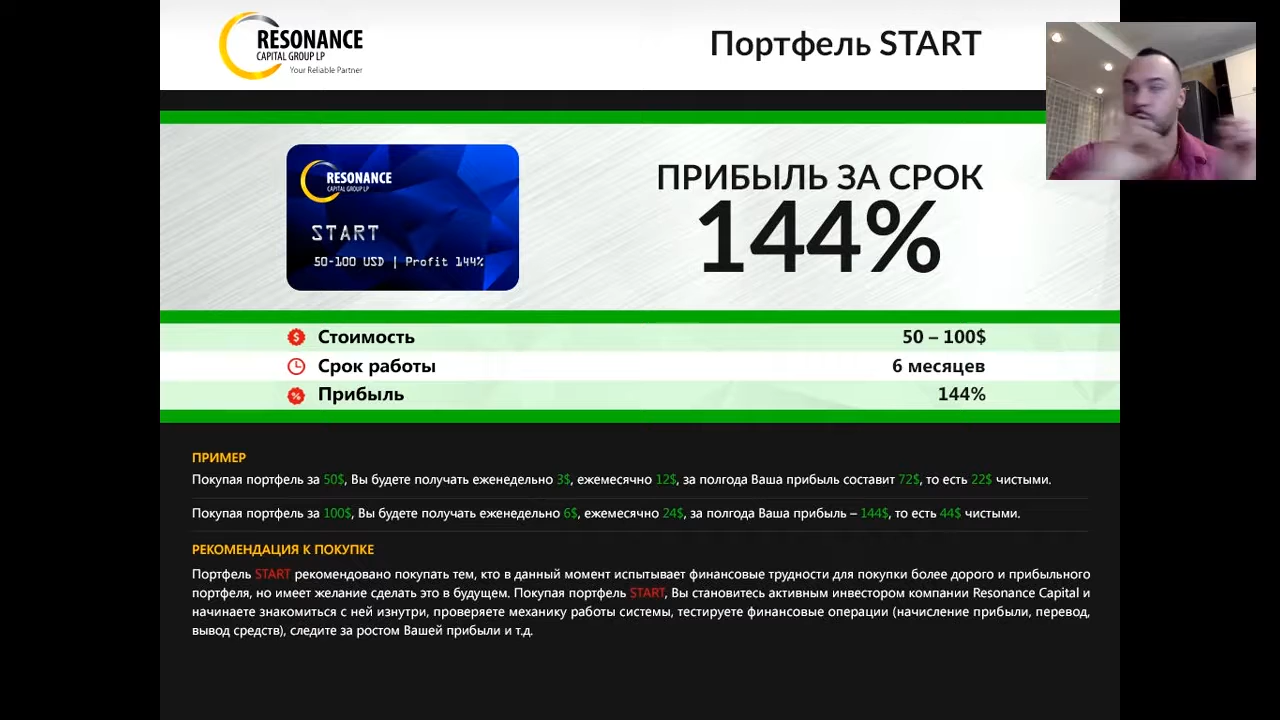 RESONANCE
CAPITAL GROUP LP
Your Reliable Partner
Портфель START
RESONANCE
CAPITAL GROUP LP
START
50-100 USD | Profit 144%
ПРИБЫЛЬ ЗА СРОК
144%
Стоимость 50 – 100$
Срок работы 6 месяцев
Прибыль 144%
ПРИМЕР
Покупая портфель за 50$, Вы будете получать еженедельно 3$, ежемесячно 12$, за полгода Ваша прибыль составит 72$, то есть 22$ чистыми.
Покупая портфель за 100$, Вы будете получать еженедельно 6$, ежемесячно 24$, за полгода Ваша прибыль – 144$, то есть 44$ чистыми.
РЕКОМЕНДАЦИЯ К ПОКУПКЕ
Портфель START рекомендовано покупать тем, кто в данный момент испытывает финансовые трудности для покупки более дорого и прибыльного
портфеля, но имеет желание сделать это в будущем. Покупая портфель START, Вы становитесь активным инвестором компании Resonance Capital и
начинаете знакомиться с ней изнутри, проверяете механику работы системы, тестируете финансовые операции (начисление прибыли, перевод,
вывод средств), следите за ростом Вашей прибыли и т.д.